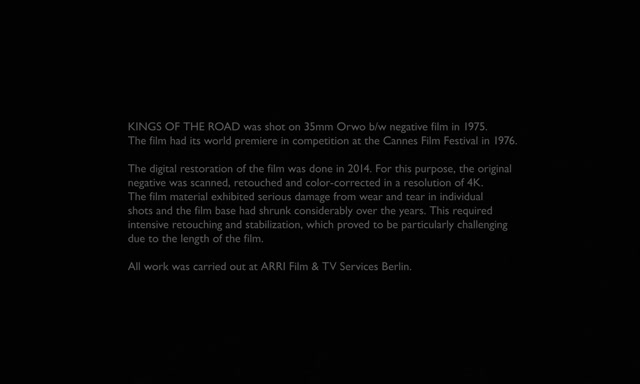 KINGS OF THE ROAD was shot on 35mm Orwo b/w negative film in 1975.
The film had its world premiere in competition at the Cannes Film Festival in 1976.
The digital restoration of the film was done in 2014. For this purpose, the original
negative was scanned, retouched and color-corrected in a resolution of 4K.
The film material exhibited serious damage from wear and tear in individual
shots and the film base had shrunk considerably over the years. This required
intensive retouching and stabilization, which proved to be particularly challenging
due to the length of the film.
All work was carried out at ARRI Film & TV Services Berlin.